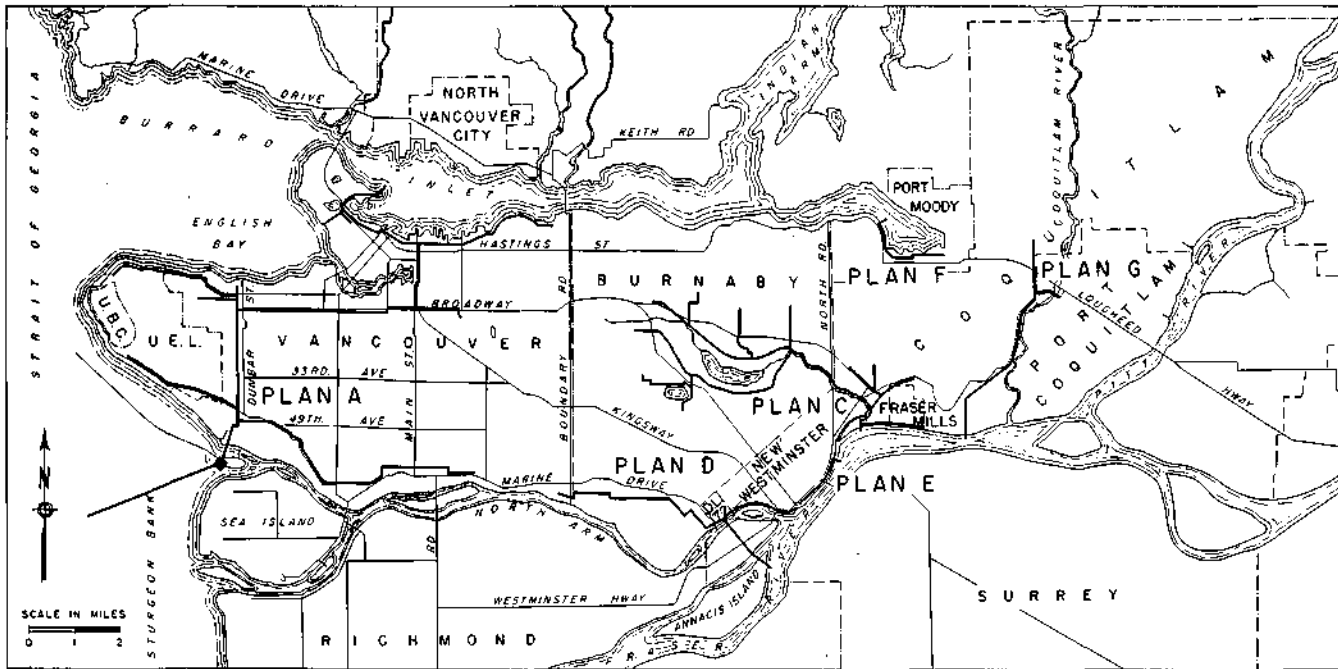 STRAIT OF GEORGIA
MARINE
DRIVE
BURRARD
NORTH
VANCOUVER
CITY
INLET
KEITH RD
INDIAN
ARM
PORT
MOODY
COQUITLAM RIVER
COQUITLAM
ENGLISH
BAY
HASTINGS ST
BURNABY
NORTH RD.
PLAN F
PLAN G
UBC
U.E.L.
DUNBAR ST
BROADWAY
BOUNDARY RD
VANCOUVER
MAIN ST.
33RD. AVE
PLAN A
49TH. AVE
KINGSWAY
PLAN C
FRASER
MILLS
PORT
COQUITLAM
LOUGHEED
HWAY
PITT RIVER
PLAN D
NEW
WESTMINSTER
D.L.
172
PLAN E
MARINE DRIVE
NORTH ARM
N
SEA ISLAND
STURGEON BANK
RD
WESTMINSTER HWAY
ANNACIS ISLAND
FRASER
RIVER
SURREY
RICHMOND
SCALE IN MILES
0 1 2